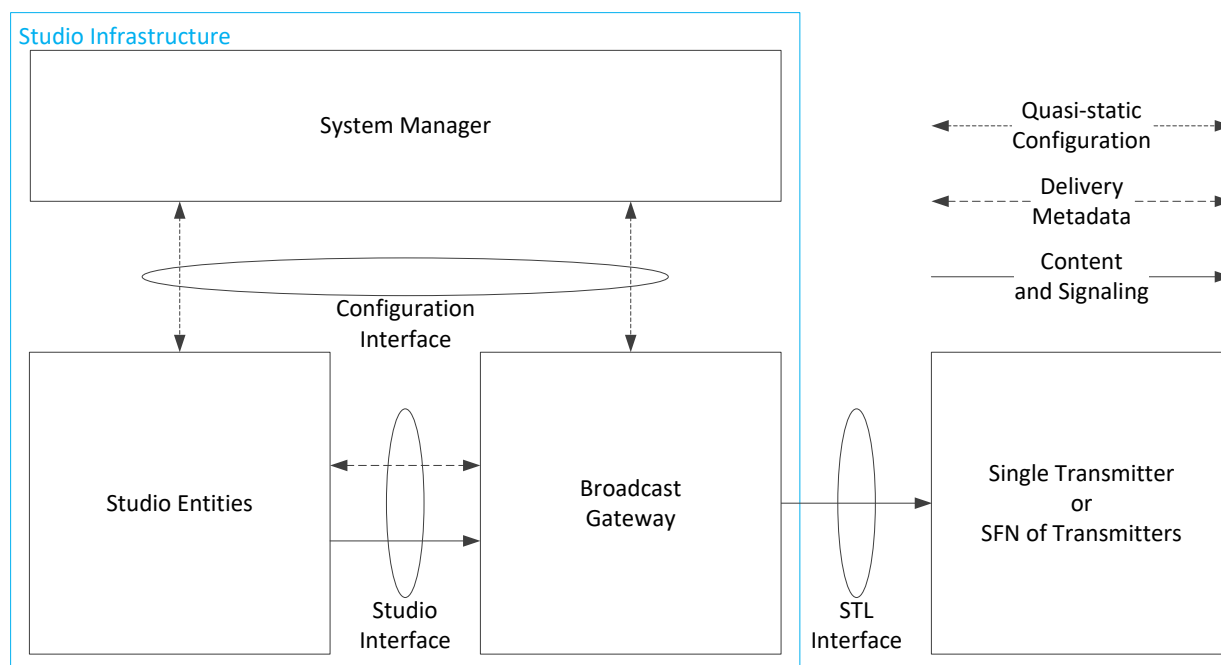 Studio Infrastructure
System Manager
Quasi-static
Configuration
Delivery
Metadata
Content
and Signaling
Configuration
Interface
Studio Entities
Broadcast
Gateway
Single Transmitter
or
SFN of Transmitters
Studio
Interface
STL
Interface